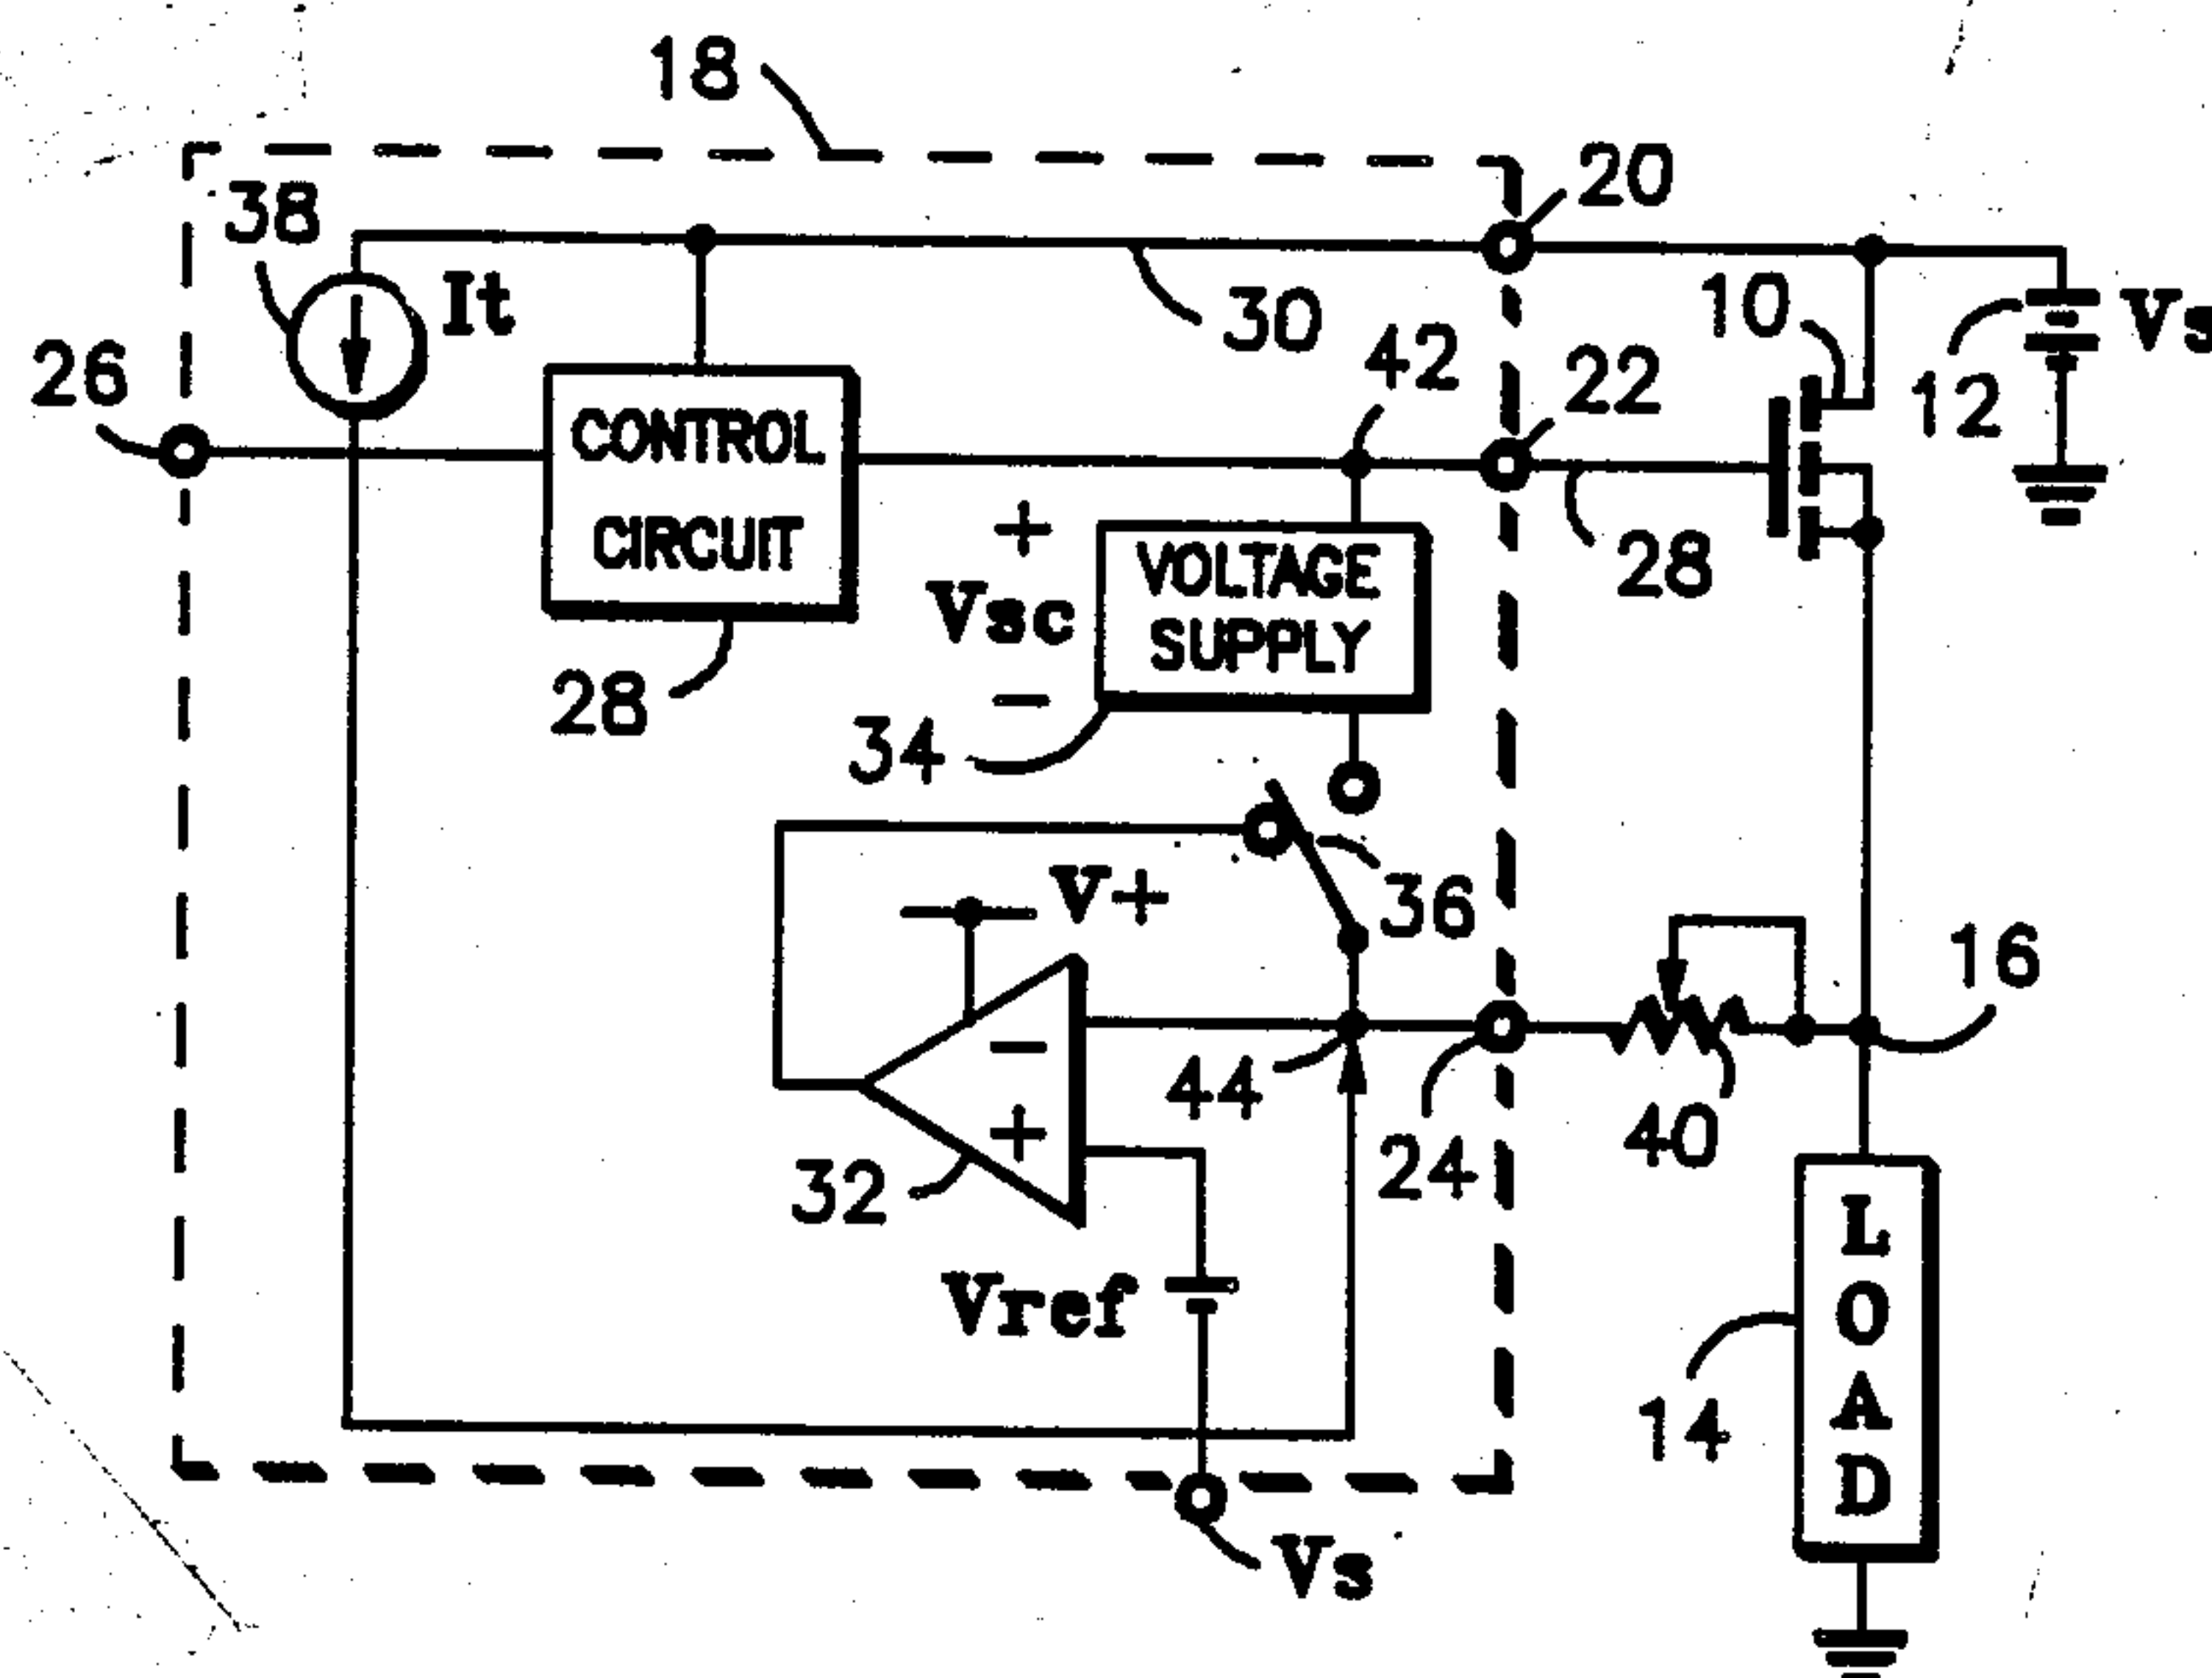 18
20
38
It
30
10
Vs
26
42
22
12
CONTROL
CIRCUIT
+
Vsc
−
VOLTAGE
SUPPLY
28
28
34
V+
36
16
−
+
44
24
40
32
Vref
14
LOAD
Vs